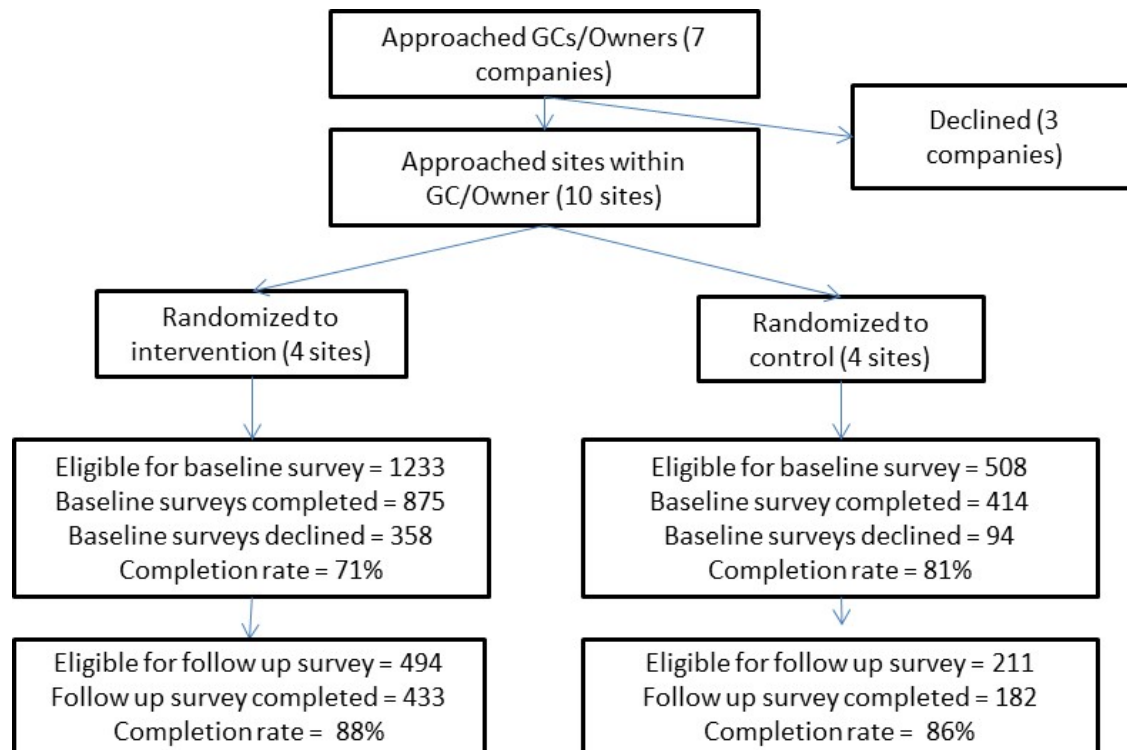 Approached GCs/Owners (7
companies)
Declined (3
companies)
Approached sites within
GC/Owner (10 sites)
Randomized to
intervention (4 sites)
Randomized to
control (4 sites)
Eligible for baseline survey = 1233
Baseline surveys completed = 875
Baseline surveys declined = 358
Completion rate = 71%
Eligible for baseline survey = 508
Baseline survey completed = 414
Baseline surveys declined = 94
Completion rate = 81%
Eligible for follow up survey = 494
Follow up survey completed = 433
Completion rate = 88%
Eligible for follow up survey = 211
Follow up survey completed = 182
Completion rate = 86%